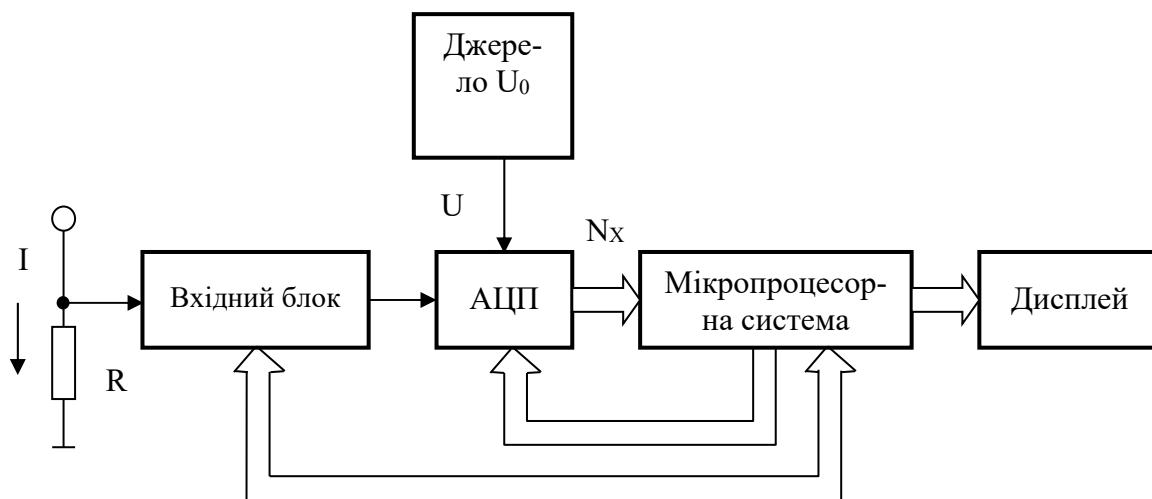 Джере-
ло U₀
U
Nₓ
I
Вхідний блок
АЦП
Мікропроцесор-
на система
Дисплей
R